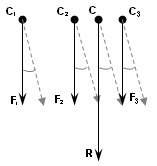 C₁ C₂ C C₃
F₁ F₂ F₃
R